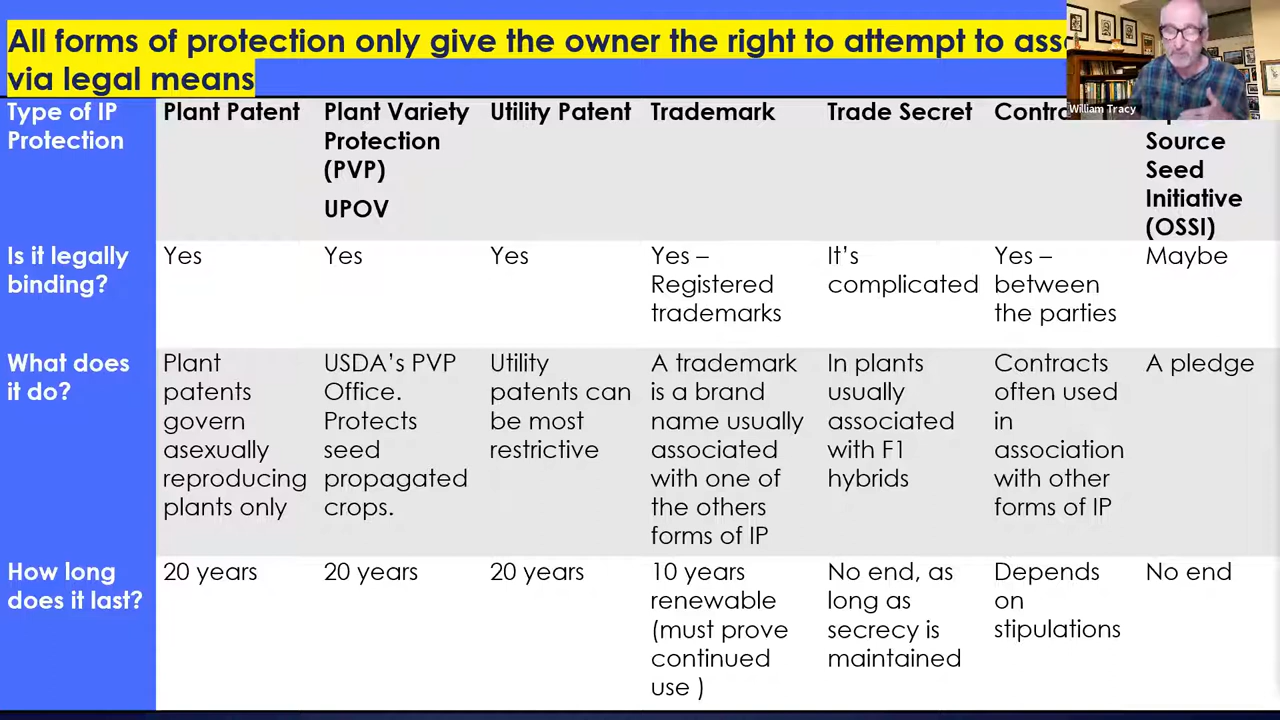 All forms of protection only give the owner the right to attempt to
via legal means
Type of IP
Protection
Plant Patent
Plant Variety
Protection
(PVP)
UPOV
Utility Patent
Trademark
Trade Secret
Source
Seed
Initiative
(OSSI)
William Tracy
Is it legally
binding?
Yes
Yes
Yes
Yes –
Registered
trademarks
It's
complicated
Yes –
between
the parties
Maybe
What does
it do?
Plant
patents
govern
asexually
reproducing
plants only
USDA's PVP
Office.
Protects
seed
propagated
crops.
Utility
patents can
be most
restrictive
A trademark
is a brand
name usually
associated
with one of
the others
forms of IP
In plants
usually
associated
with F1
hybrids
Contracts
often used
in
association
with other
forms of IP
A pledge
How long
does it last?
20 years
20 years
20 years
10 years
renewable
(must prove
continued
use )
No end, as
long as
secrecy is
maintained
Depends
on
stipulations
No end